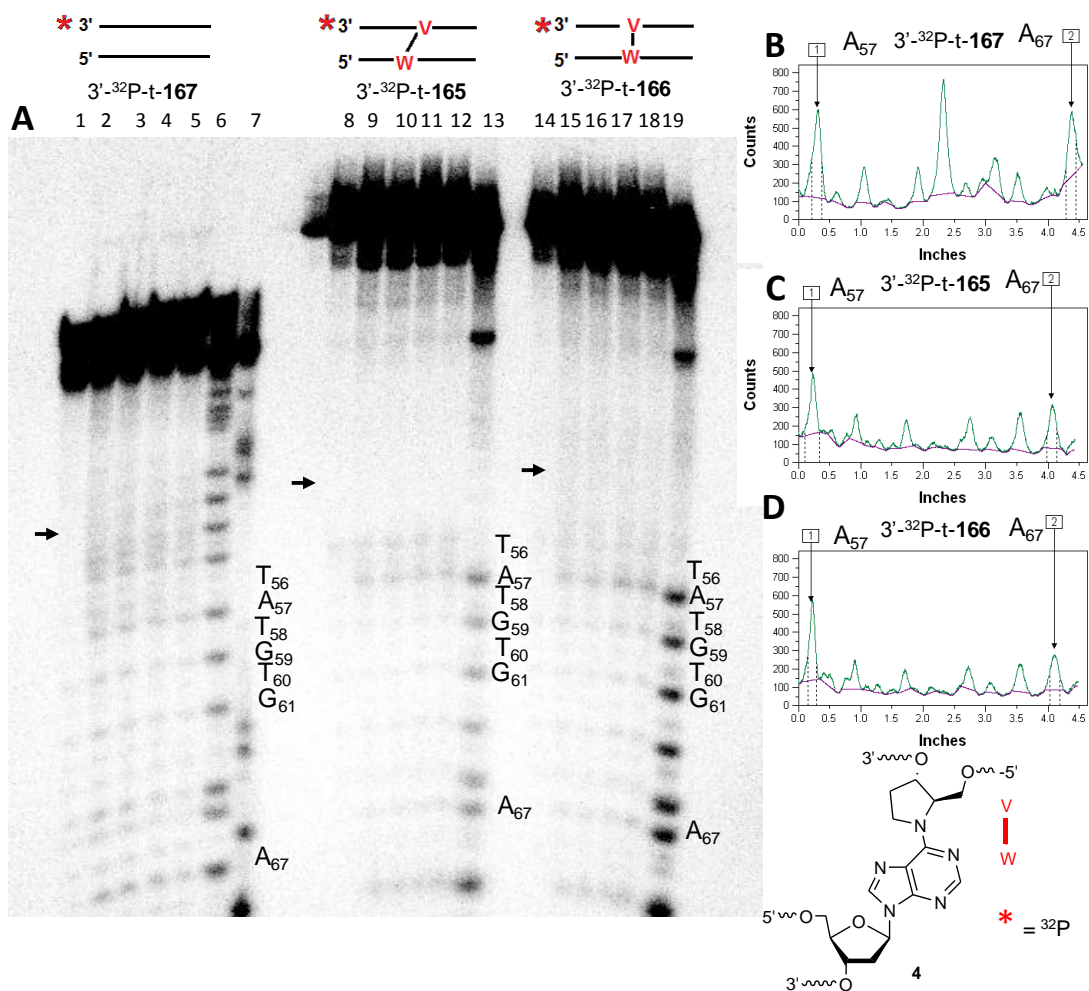 * 3'
5'
3'-³²P-t-167
* 3' V
5' W
3'-³²P-t-165
* 3' V
5' W
3'-³²P-t-166
A
1 2 3 4 5 6 7 8 9 10 11 12 13 14 15 16 17 18 19
T₅₆
A₅₇
T₅₈
G₅₉
T₆₀
G₆₁
A₆₇
T₅₆
A₅₇
T₅₈
G₅₉
T₆₀
G₆₁
A₆₇
T₅₆
A₅₇
T₅₈
G₅₉
T₆₀
G₆₁
A₆₇
B
1 A₅₇ 3'-³²P-t-167 A₆₇ 2
Counts
800
700
600
500
400
300
200
100
0
0.0 0.5 1.0 1.5 2.0 2.5 3.0 3.5 4.0 4.5
Inches
C
1 A₅₇ 3'-³²P-t-165 A₆₇ 2
Counts
800
700
600
500
400
300
200
100
0
0.0 0.5 1.0 1.5 2.0 2.5 3.0 3.5 4.0 4.5
Inches
D
1 A₅₇ 3'-³²P-t-166 A₆₇ 2
Counts
800
700
600
500
400
300
200
100
0
0.0 0.5 1.0 1.5 2.0 2.5 3.0 3.5 4.0 4.5
Inches
3' O
O -5'
N
N N
N N
5' O
O
3' O
4
V
W
* = ³²P